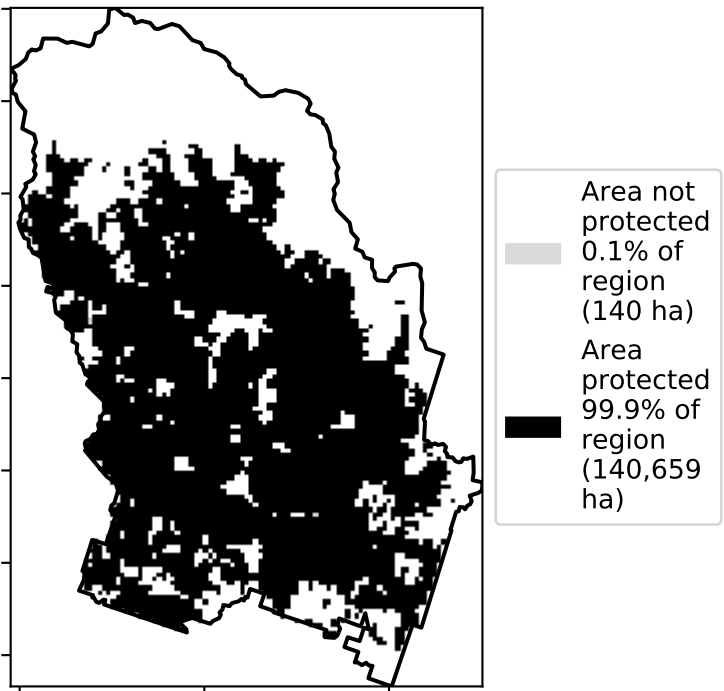 Area not
protected
0.1% of
region
(140 ha)
Area
protected
99.9% of
region
(140,659
ha)